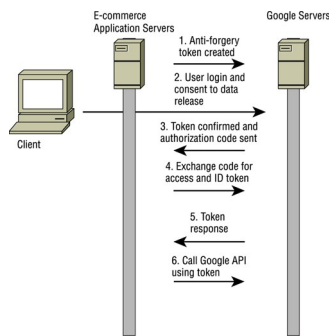 E-commerce
Application Servers
Google Servers
1. Anti-forgery
token created
2. User login and
consent to data
release
Client
3. Token confirmed and
authorization code sent
4. Exchange code for
access and ID token
5. Token
response
6. Call Google API
using token